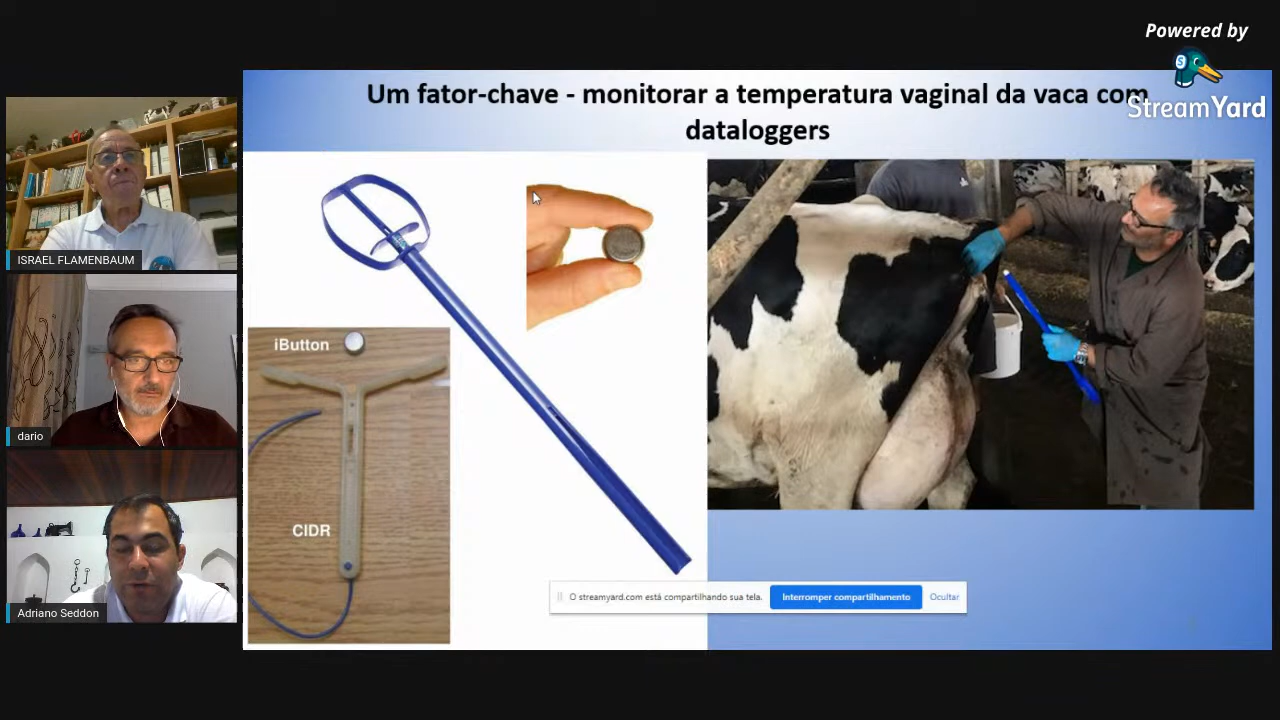 Powered by
StreamYard
Um fator-chave - monitorar a temperatura vaginal da vaca com
dataloggers
ISRAEL FLAMENBAUM
dario
Adriano Seddon
iButton
CIDR
O streamyard.com está compartilhando sua tela.
Interromper compartilhamento
Ocultar